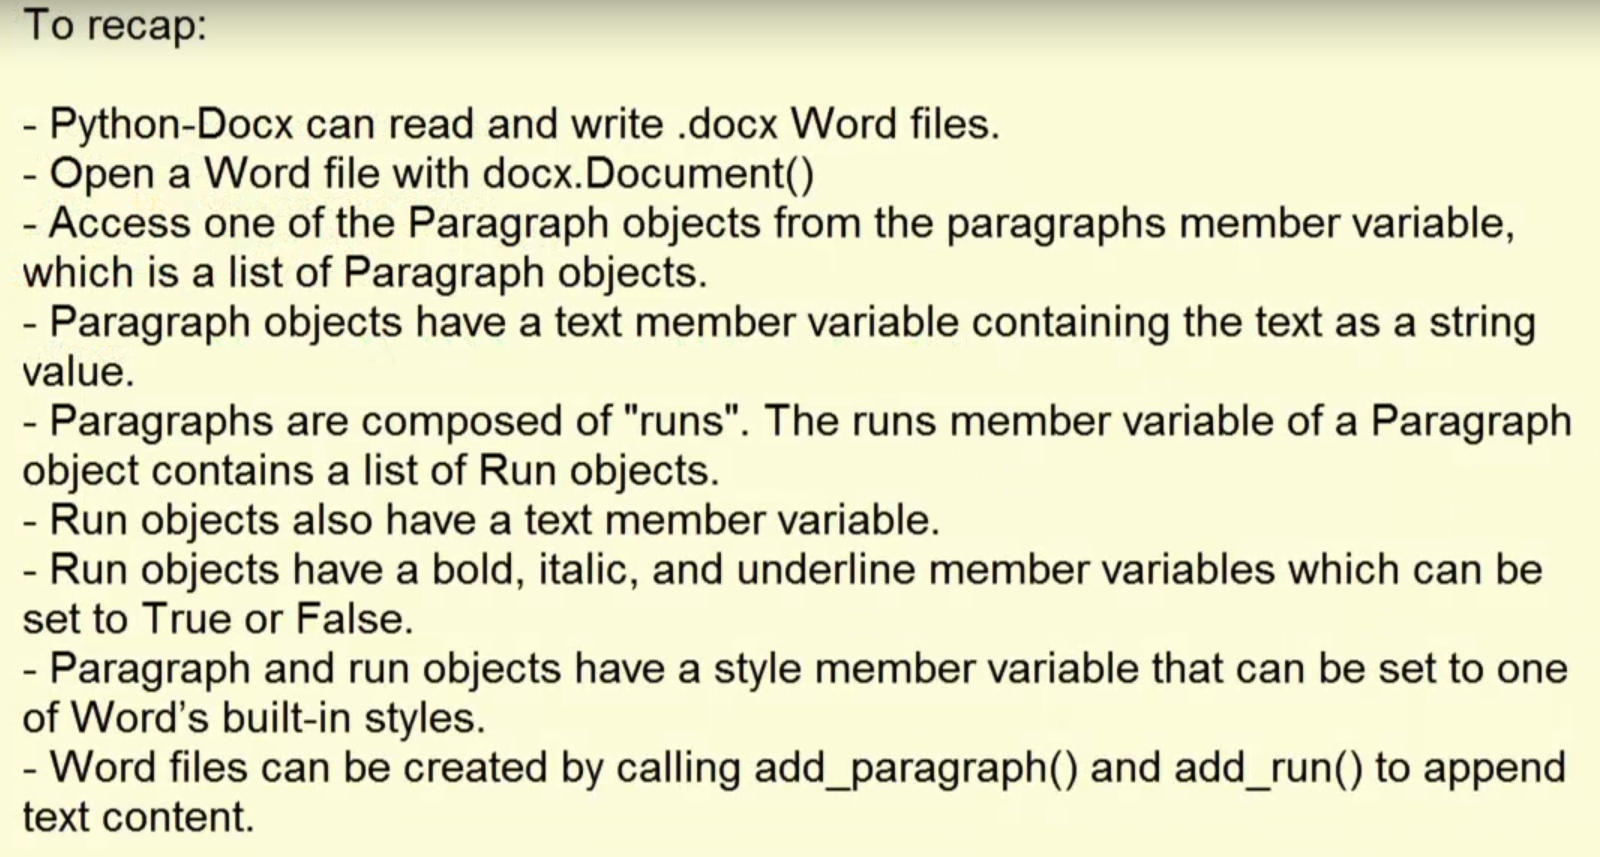 To recap:
- Python-Docx can read and write .docx Word files.
- Open a Word file with docx.Document()
- Access one of the Paragraph objects from the paragraphs member variable,
which is a list of Paragraph objects.
- Paragraph objects have a text member variable containing the text as a string
value.
- Paragraphs are composed of "runs". The runs member variable of a Paragraph
object contains a list of Run objects.
- Run objects also have a text member variable.
- Run objects have a bold, italic, and underline member variables which can be
set to True or False.
- Paragraph and run objects have a style member variable that can be set to one
of Word’s built-in styles.
- Word files can be created by calling add_paragraph() and add_run() to append
text content.